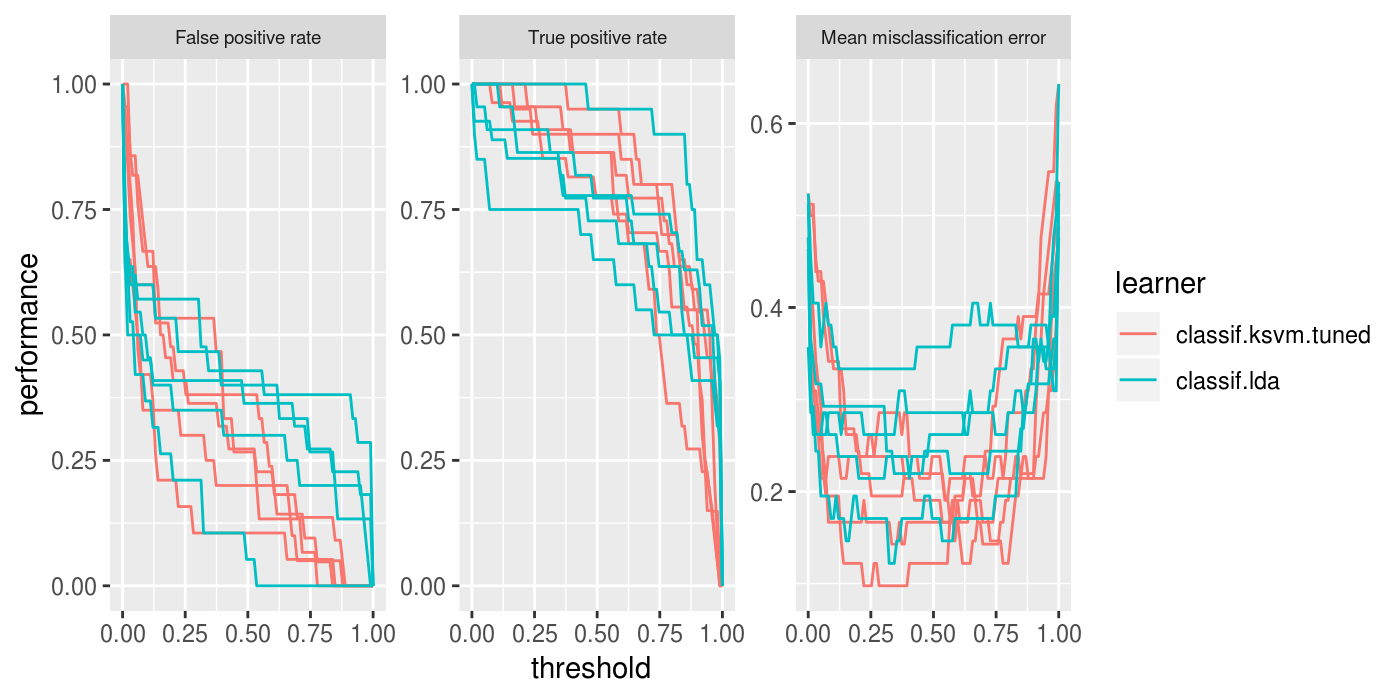 False positive rate
True positive rate
Mean misclassification error
performance
1.00
0.75
0.50
0.25
0.00
1.00
0.75
0.50
0.25
0.00
0.6
0.4
0.2
0.00 0.25 0.50 0.75 1.00
0.00 0.25 0.50 0.75 1.00
0.00 0.25 0.50 0.75 1.00
threshold
learner
classif.ksvm.tuned
classif.lda